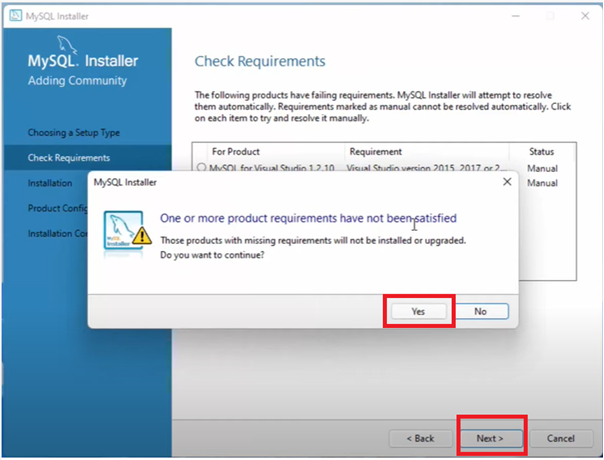 MySQL Installer
MySQL. Installer
Adding Community
Choosing a Setup Type
Check Requirements
Installation
Product Config
Installation Co
Check Requirements
The following products have failing requirements. MySQL Installer will attempt to resolve
them automatically. Requirements marked as manual cannot be resolved automatically. Click
on each item to try and resolve it manually.
For Product Requirement Status
MySQL for Visual Studio 1.2.10 Visual Studio version 2015, 2017 or 2... Manual
Manual
MySQL Installer
One or more product requirements have not been satisfied
Those products with missing requirements will not be installed or upgraded.
Do you want to continue?
MySQL
Installer
Yes No
< Back Next > Cancel